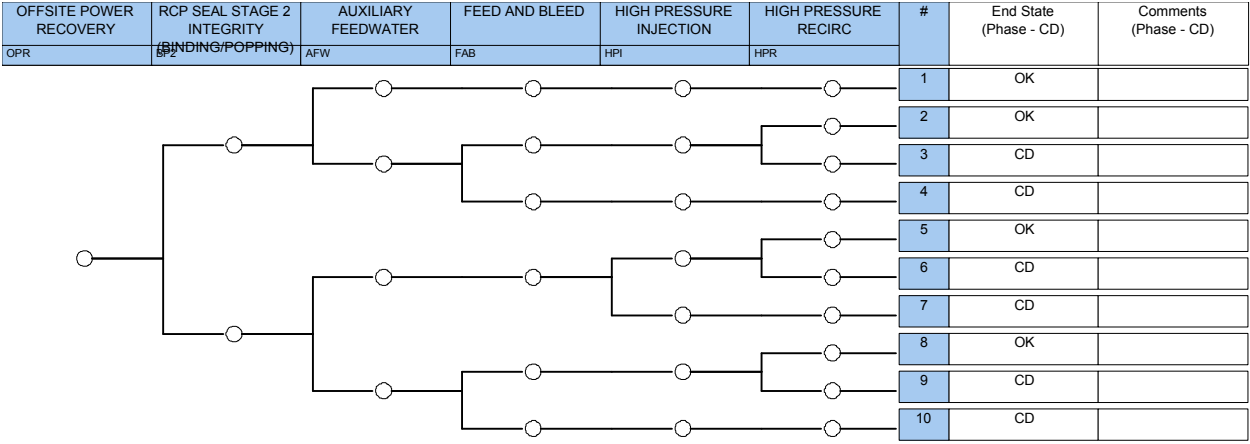 OFFSITE POWER
RECOVERY
RCP SEAL STAGE 2
INTEGRITY
(BINDING/POPPING)
AUXILIARY
FEEDWATER
FEED AND BLEED
HIGH PRESSURE
INJECTION
HIGH PRESSURE
RECIRC
#
End State
(Phase - CD)
Comments
(Phase - CD)
OPR
BP2
AFW
FAB
HPI
HPR
1 OK
2 OK
3 CD
4 CD
5 OK
6 CD
7 CD
8 OK
9 CD
10 CD